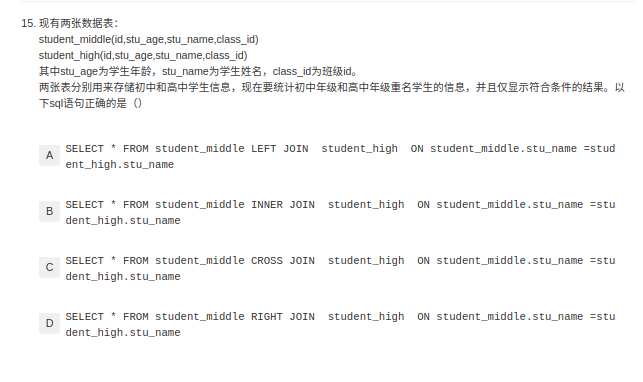 15. 现有两张数据表：
student_middle(id,stu_age,stu_name,class_id)
student_high(id,stu_age,stu_name,class_id)
其中stu_age为学生年龄，stu_name为学生姓名，class_id为班级id。
两张表分别用来存储初中和高中学生信息，现在要统计初中年级和高中年级重名学生的信息，并且仅显示符合条件的结果。以
下sql语句正确的是（）
A SELECT * FROM student_middle LEFT JOIN  student_high  ON student_middle.stu_name =stud
ent_high.stu_name
B SELECT * FROM student_middle INNER JOIN  student_high  ON student_middle.stu_name =stu
dent_high.stu_name
C SELECT * FROM student_middle CROSS JOIN  student_high  ON student_middle.stu_name =stu
dent_high.stu_name
D SELECT * FROM student_middle RIGHT JOIN  student_high  ON student_middle.stu_name =stu
dent_high.stu_name